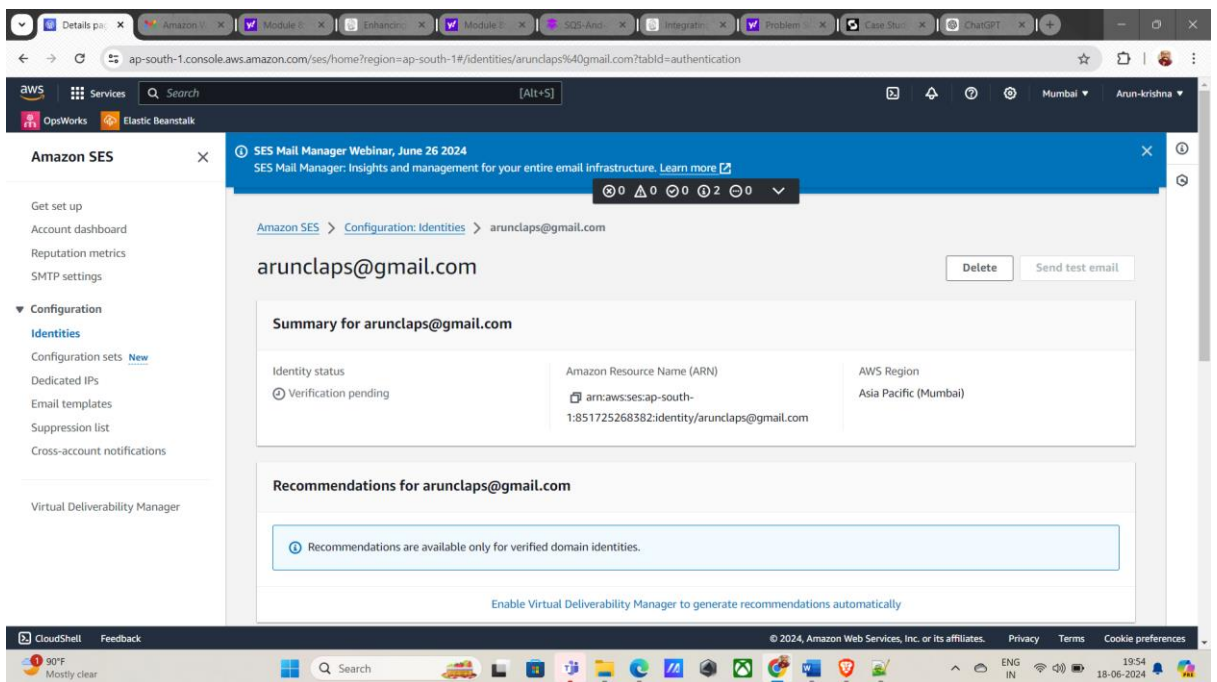 Details pa
Amazon V
Module 8
Enhancing
Module 8
SQS-And-
Integratin
Problem S
Case Stud
ChatGPT
ap-south-1.console.aws.amazon.com/ses/home?region=ap-south-1#/identities/arunclaps%40gmail.com?tabId=authentication
aws
Services
Search
[Alt+S]
Mumbai
Arun-krishna
OpsWorks
Elastic Beanstalk
Amazon SES
Get set up
Account dashboard
Reputation metrics
SMTP settings
Configuration
Identities
Configuration sets New
Dedicated IPs
Email templates
Suppression list
Cross-account notifications
Virtual Deliverability Manager
SES Mail Manager Webinar, June 26 2024
SES Mail Manager: Insights and management for your entire email infrastructure. Learn more
0 0 0 2 0
Amazon SES > Configuration: Identities > arunclaps@gmail.com
arunclaps@gmail.com
Delete
Send test email
Summary for arunclaps@gmail.com
Identity status
Verification pending
Amazon Resource Name (ARN)
arn:aws:ses:ap-south-
1:851725268382:identity/arunclaps@gmail.com
AWS Region
Asia Pacific (Mumbai)
Recommendations for arunclaps@gmail.com
Recommendations are available only for verified domain identities.
Enable Virtual Deliverability Manager to generate recommendations automatically
CloudShell
Feedback
© 2024, Amazon Web Services, Inc. or its affiliates.
Privacy
Terms
Cookie preferences
1
90°F
Mostly clear
Search
ENG
IN
19:54
18-06-2024